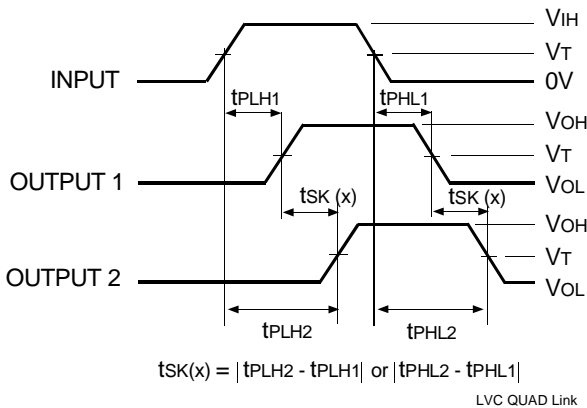 VIH
VT
0V
INPUT
tPLH1
tPHL1
VOH
VT
VOL
OUTPUT 1
tSK (x)
tSK (x)
VOH
VT
VOL
OUTPUT 2
tPLH2
tPHL2
tSK(x) = |tPLH2 - tPLH1| or |tPHL2 - tPHL1|
LVC QUAD Link